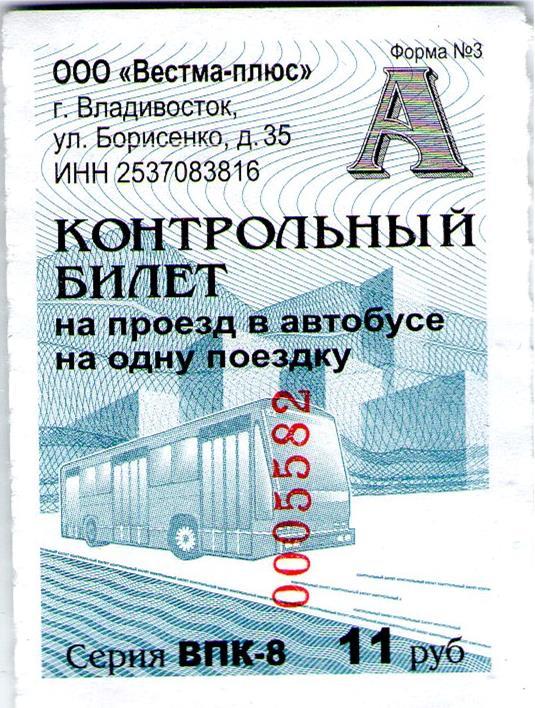 Форма №3
ООО «Вестма-плюс»
г. Владивосток,
ул. Борисенко, д. 35
ИНН 2537083816
А
КОНТРОЛЬНЫЙ
БИЛЕТ
на проезд в автобусе
на одну поездку
0005582
Серия ВПК-8 11 руб